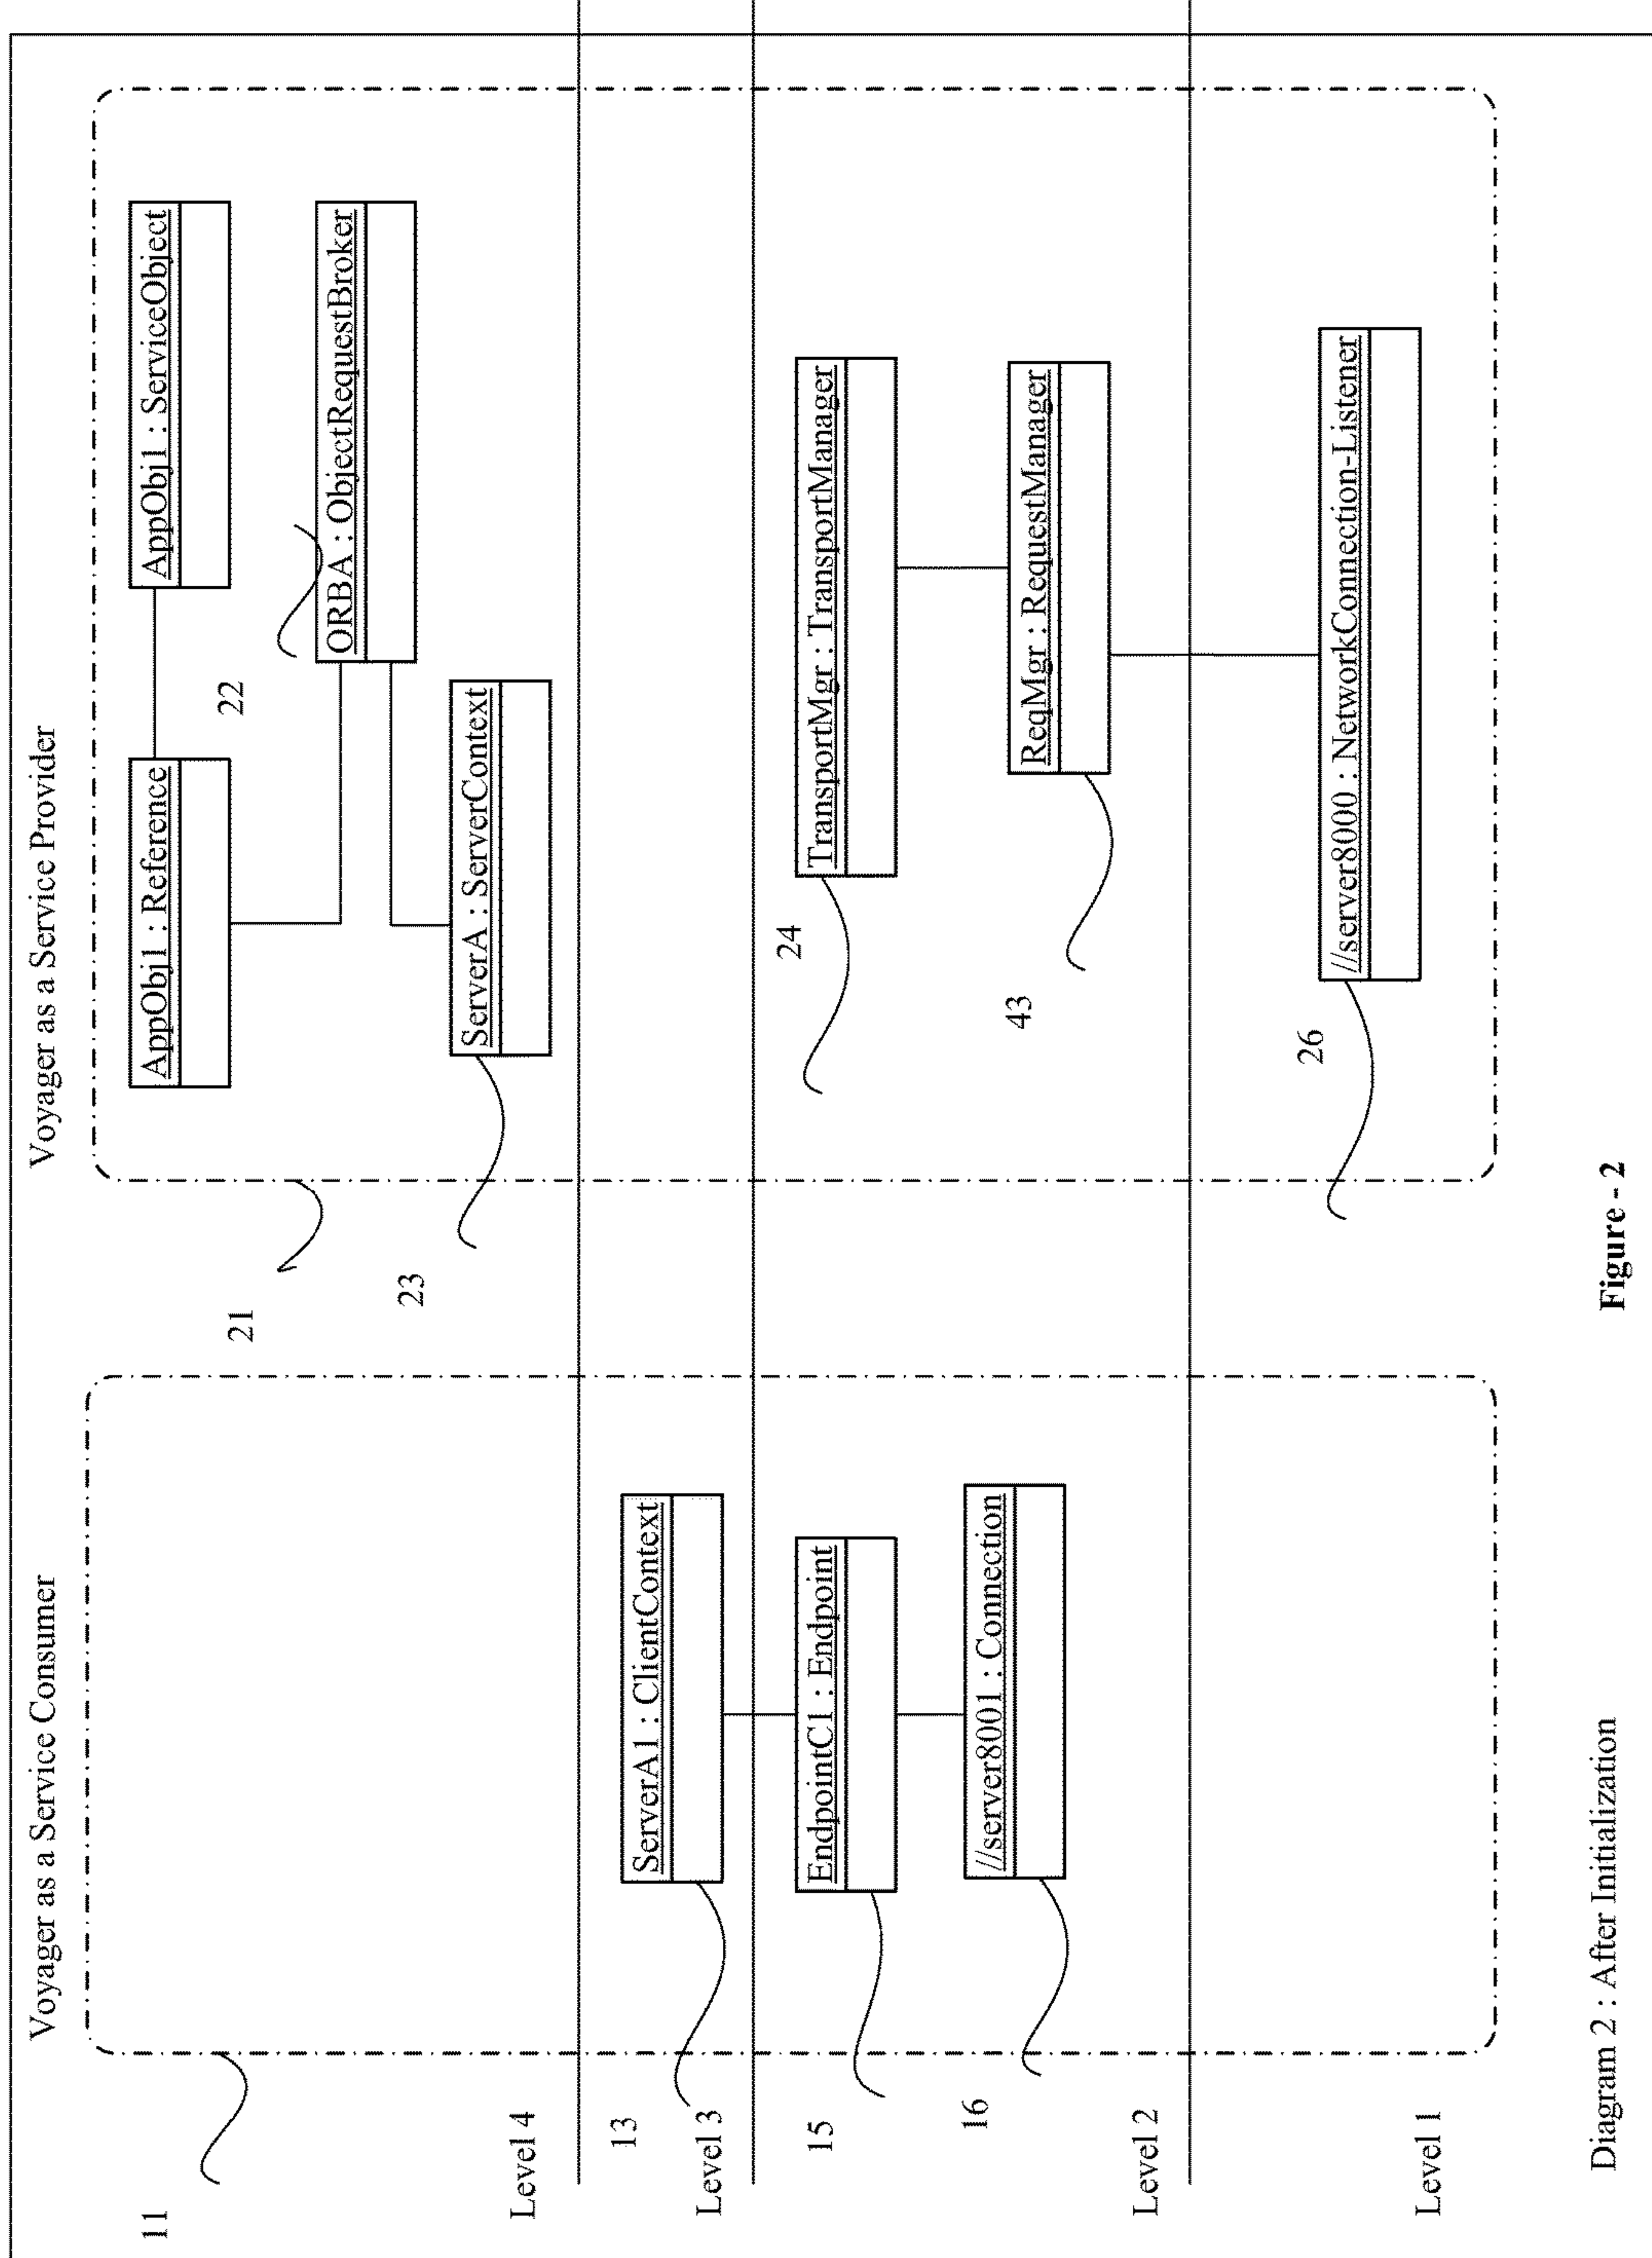 Voyager as a Service Consumer
Voyager as a Service Provider
11
21
AppObj1 : Reference
AppObj1 : ServiceObject
22
ORBA : ObjectRequestBroker
23
ServerA : ServerContext
Level 4
13
ServerA1 : ClientContext
Level 3
15
EndpointC1 : Endpoint
24
TransportMgr : TransportManager
16
//server8001 : Connection
43
ReqMgr : RequestManager
Level 2
26
//server8000 : NetworkConnection-Listener
Level 1
Diagram 2 : After Initialization
Figure - 2